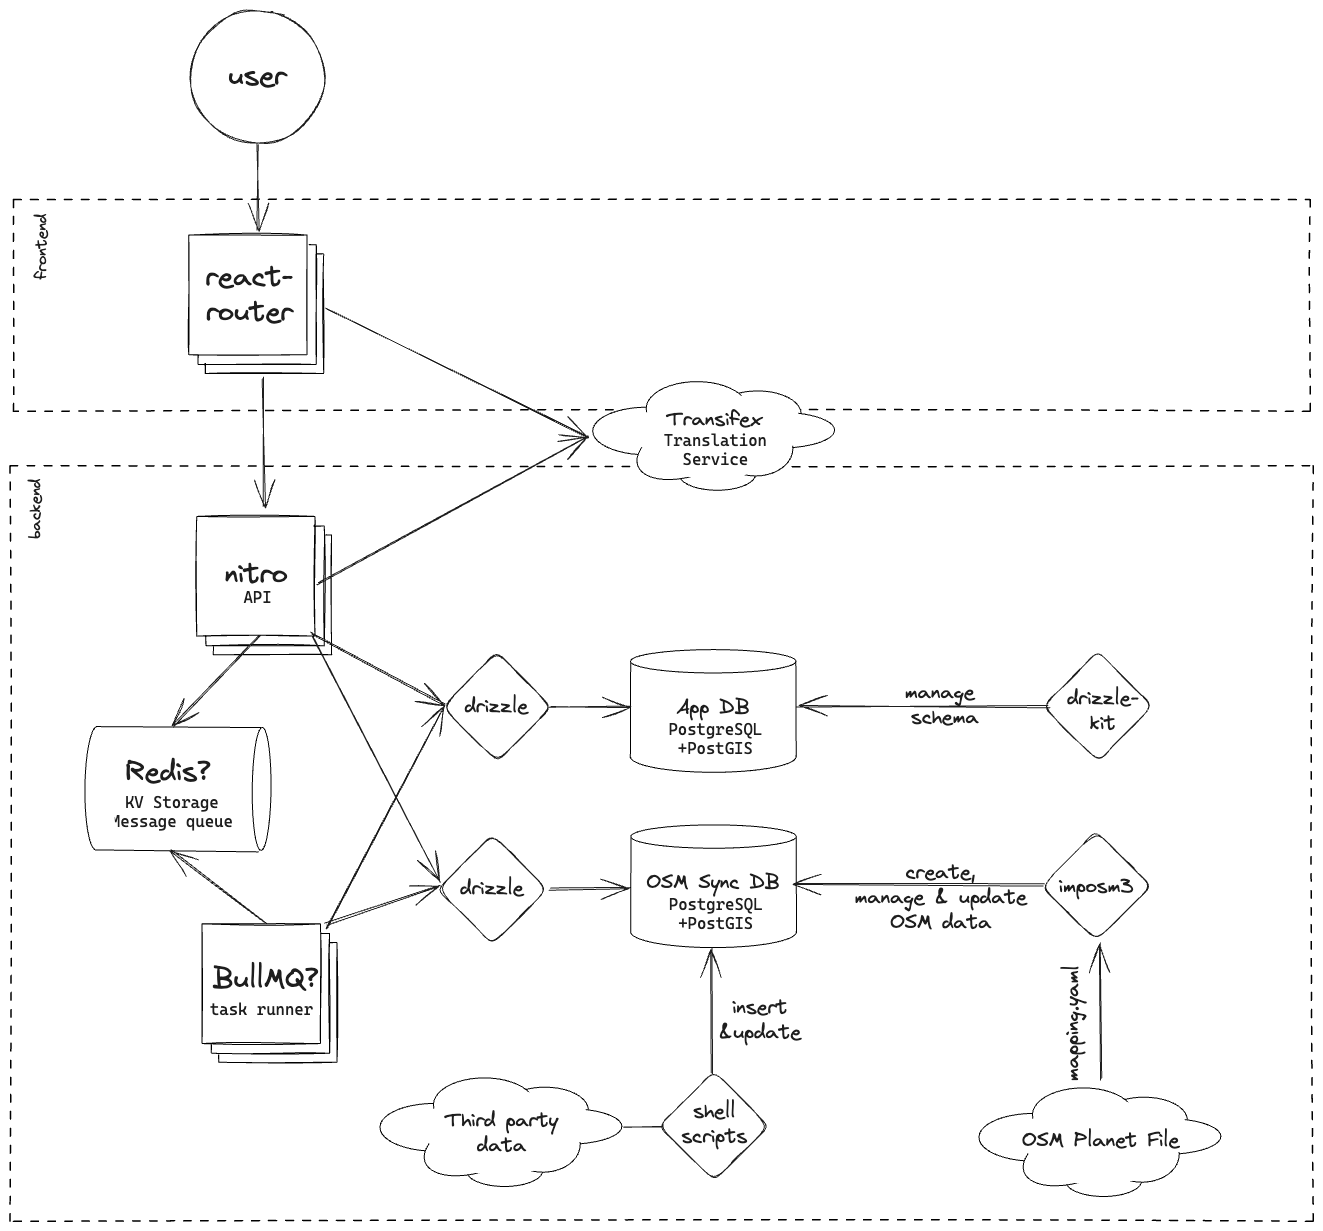 user
frontend
react-
router
Transifex
Translation
Service
backend
nitro
API
drizzle
App DB
PostgreSQL
+PostGIS
manage
schema
drizzle-
kit
Redis?
KV Storage
Message queue
drizzle
OSM Sync DB
PostgreSQL
+PostGIS
create,
manage & update
OSM data
imposm3
BullMQ?
task runner
insert
&update
mapping.yaml
Third party
data
shell
scripts
OSM Planet File